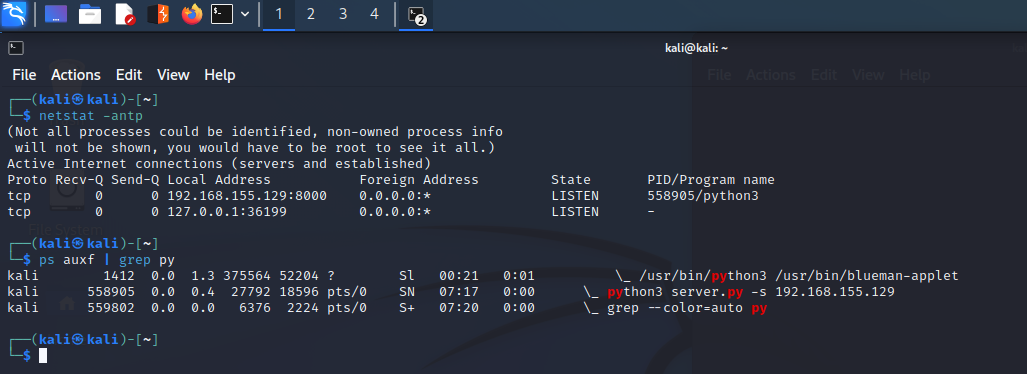 1 2 3 4 2
kali@kali: ~
File Actions Edit View Help
File Actions Edit View Help
┌──(kali㉿kali)-[~]
└─$ netstat -antp
(Not all processes could be identified, non-owned process info
 will not be shown, you would have to be root to see it all.)
Active Internet connections (servers and established)
Proto Recv-Q Send-Q Local Address           Foreign Address         State       PID/Program name
tcp        0      0 192.168.155.129:8000    0.0.0.0:*               LISTEN      558905/python3
tcp        0      0 127.0.0.1:36199         0.0.0.0:*               LISTEN      -
File System
┌──(kali㉿kali)-[~]
└─$ ps auxf | grep py
kali        1412  0.0  1.3 375564 52204 ?        Sl   00:21   0:01          \_ /usr/bin/python3 /usr/bin/blueman-applet
kali      558905  0.0  0.4  27792 18596 pts/0    SN   07:17   0:00      \_ python3 server.py -s 192.168.155.129
kali      559802  0.0  0.0   6376  2224 pts/0    S+   07:20   0:00      \_ grep --color=auto py
┌──(kali㉿kali)-[~]
└─$